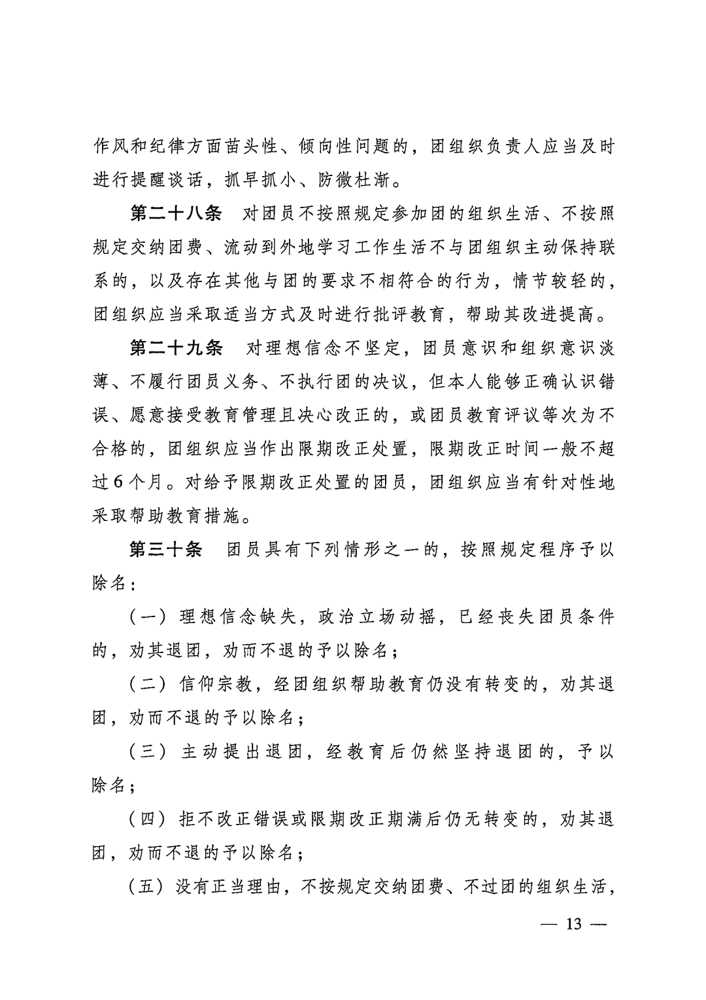 作风和纪律方面苗头性、倾向性问题的，团组织负责人应当及时
进行提醒谈话，抓早抓小、防微杜渐。
第二十八条　对团员不按照规定参加团的组织生活、不按照
规定交纳团费、流动到外地学习工作生活不与团组织主动保持联
系的，以及存在其他与团的要求不相符合的行为，情节较轻的，
团组织应当采取适当方式及时进行批评教育，帮助其改进提高。
第二十九条　对理想信念不坚定，团员意识和组织意识淡
薄、不履行团员义务、不执行团的决议，但本人能够正确认识错
误、愿意接受教育管理且决心改正的，或团员教育评议等次为不
合格的，团组织应当作出限期改正处置，限期改正时间一般不超
过6个月。对给予限期改正处置的团员，团组织应当有针对性地
采取帮助教育措施。
第三十条　团员具有下列情形之一的，按照规定程序予以
除名：
（一）理想信念缺失，政治立场动摇，已经丧失团员条件
的，劝其退团，劝而不退的予以除名；
（二）信仰宗教，经团组织帮助教育仍没有转变的，劝其退
团，劝而不退的予以除名；
（三）主动提出退团，经教育后仍然坚持退团的，予以
除名；
（四）拒不改正错误或限期改正期满后仍无转变的，劝其退
团，劝而不退的予以除名；
（五）没有正当理由，不按规定交纳团费、不过团的组织生活，
— 13 —